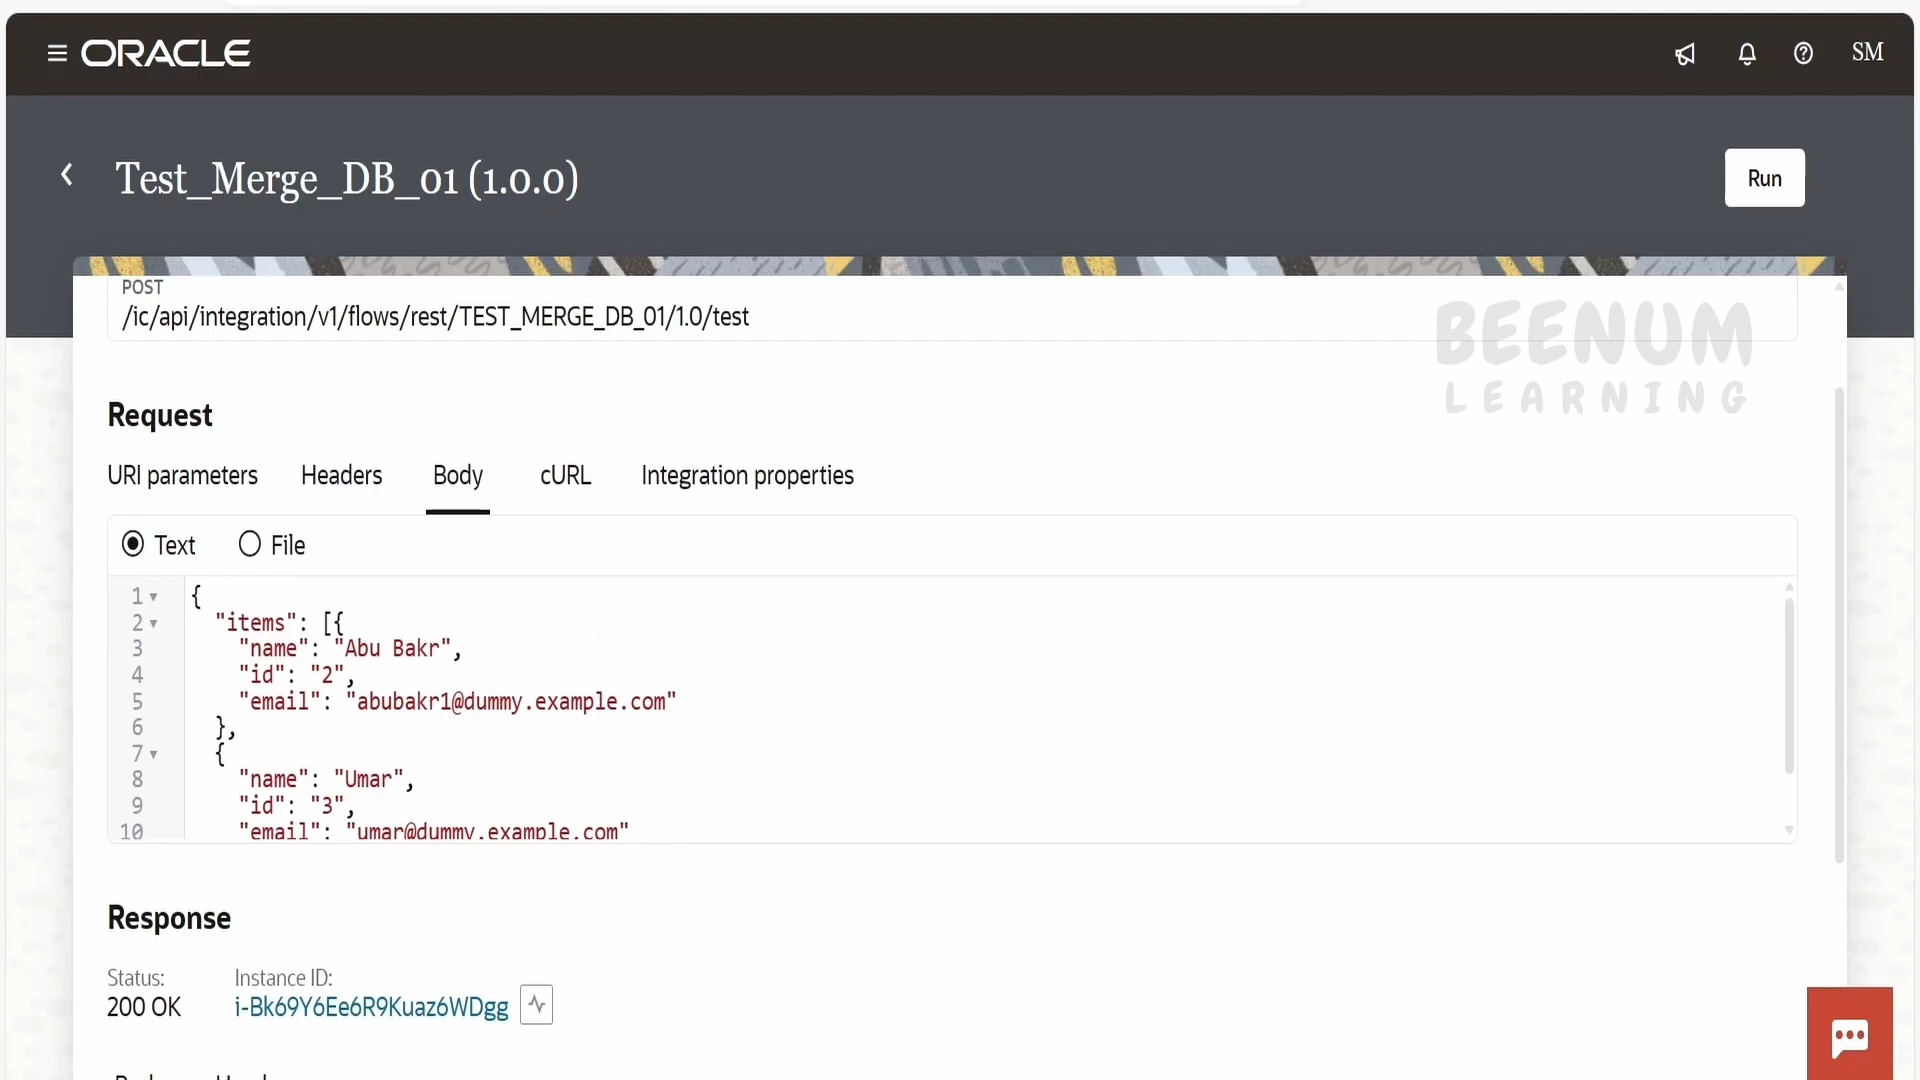 ORACLE
SM
Test_Merge_DB_01 (1.0.0)
Run
POST
/ic/api/integration/v1/flows/rest/TEST_MERGE_DB_01/1.0/test
BEENUM
LEARNING
Request
URI parameters Headers Body cURL Integration properties
Text File
1 {
2 "items": [{
3 "name": "Abu Bakr",
4 "id": "2",
5 "email": "abubakr1@dummy.example.com"
6 },
7 {
8 "name": "Umar",
9 "id": "3",
10 "email": "umar@dummy.example.com"
Response
Status: Instance ID:
200 OK i-Bk69Y6Ee6R9Kuaz6WDgg